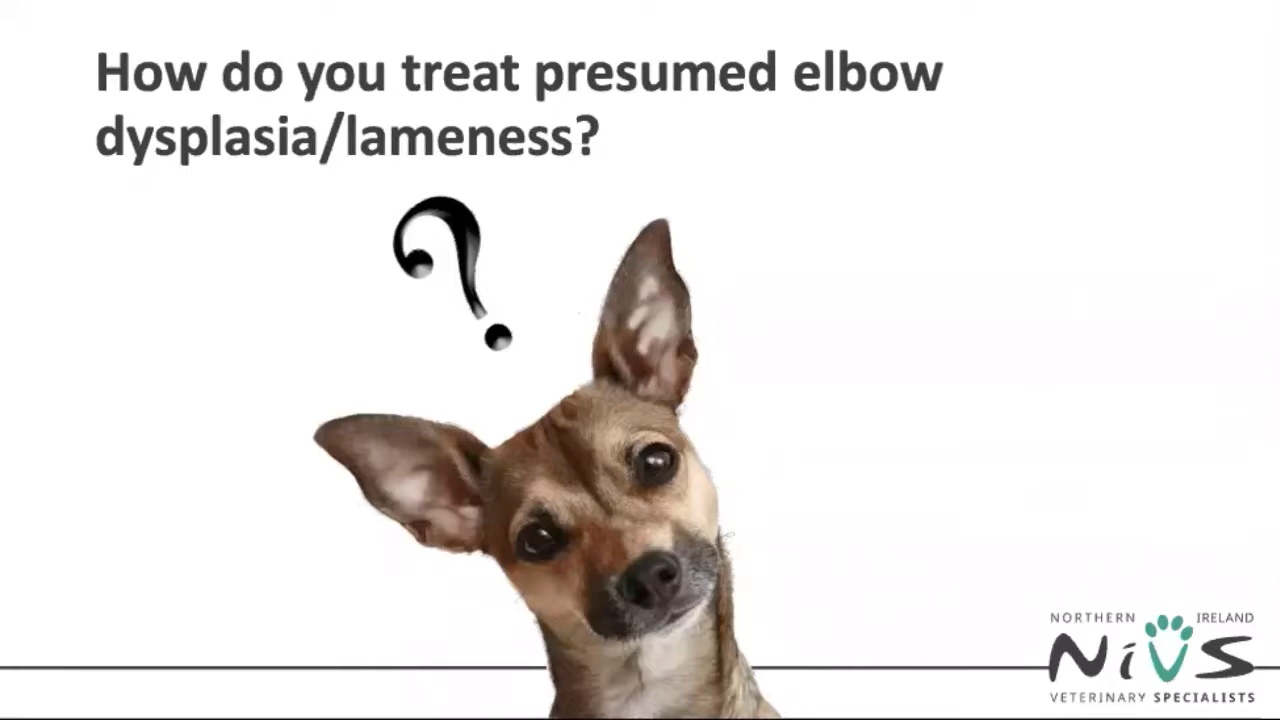 How do you treat presumed elbow
dysplasia/lameness?
?
NORTHERN IRELAND
NiVS
VETERINARY SPECIALISTS